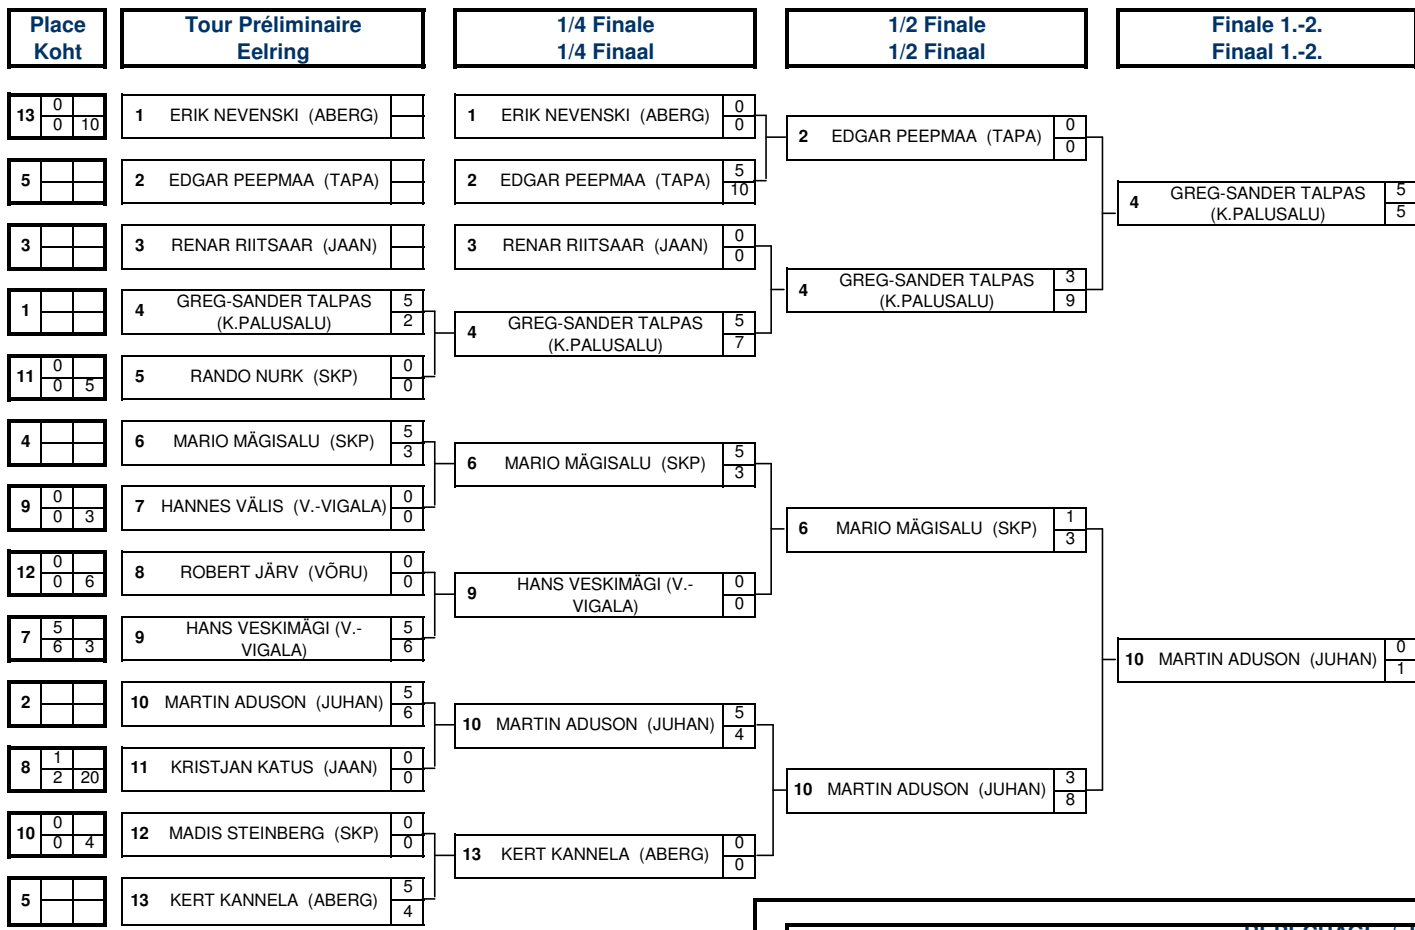 Place Tour Préliminaire 1/4 Finale 1/2 Finale Finale 1.-2.
Koht Eelring 1/4 Finaal 1/2 Finaal Finaal 1.-2.
13 0 0 10 1 ERIK NEVENSKI (ABERG)
5 2 EDGAR PEEPMAA (TAPA)
3 3 RENAR RIITSAAR (JAAN)
1 4 GREG-SANDER TALPAS 5
(K.PALUSALU) 2
11 0 0 5 5 RANDO NURK (SKP) 0 0
4 6 MARIO MÄGISALU (SKP) 5 3
9 0 0 3 7 HANNES VÄLIS (V.-VIGALA) 0 0
12 0 0 6 8 ROBERT JÄRV (VÕRU) 0 0
7 5 6 3 9 HANS VESKIMÄGI (V.- 5
VIGALA) 6
2 10 MARTIN ADUSON (JUHAN) 5 6
8 1 2 20 11 KRISTJAN KATUS (JAAN) 0 0
10 0 0 4 12 MADIS STEINBERG (SKP) 0 0
5 13 KERT KANNELA (ABERG) 5 4
1 ERIK NEVENSKI (ABERG) 0 0
2 EDGAR PEEPMAA (TAPA) 5 10
3 RENAR RIITSAAR (JAAN) 0 0
4 GREG-SANDER TALPAS 5
(K.PALUSALU) 7
6 MARIO MÄGISALU (SKP) 5 3
9 HANS VESKIMÄGI (V.- 0
VIGALA) 0
10 MARTIN ADUSON (JUHAN) 5 4
13 KERT KANNELA (ABERG) 0 0
2 EDGAR PEEPMAA (TAPA) 0 0
4 GREG-SANDER TALPAS 3
(K.PALUSALU) 9
6 MARIO MÄGISALU (SKP) 1 3
10 MARTIN ADUSON (JUHAN) 3 8
4 GREG-SANDER TALPAS 5
(K.PALUSALU) 5
10 MARTIN ADUSON (JUHAN) 0 1